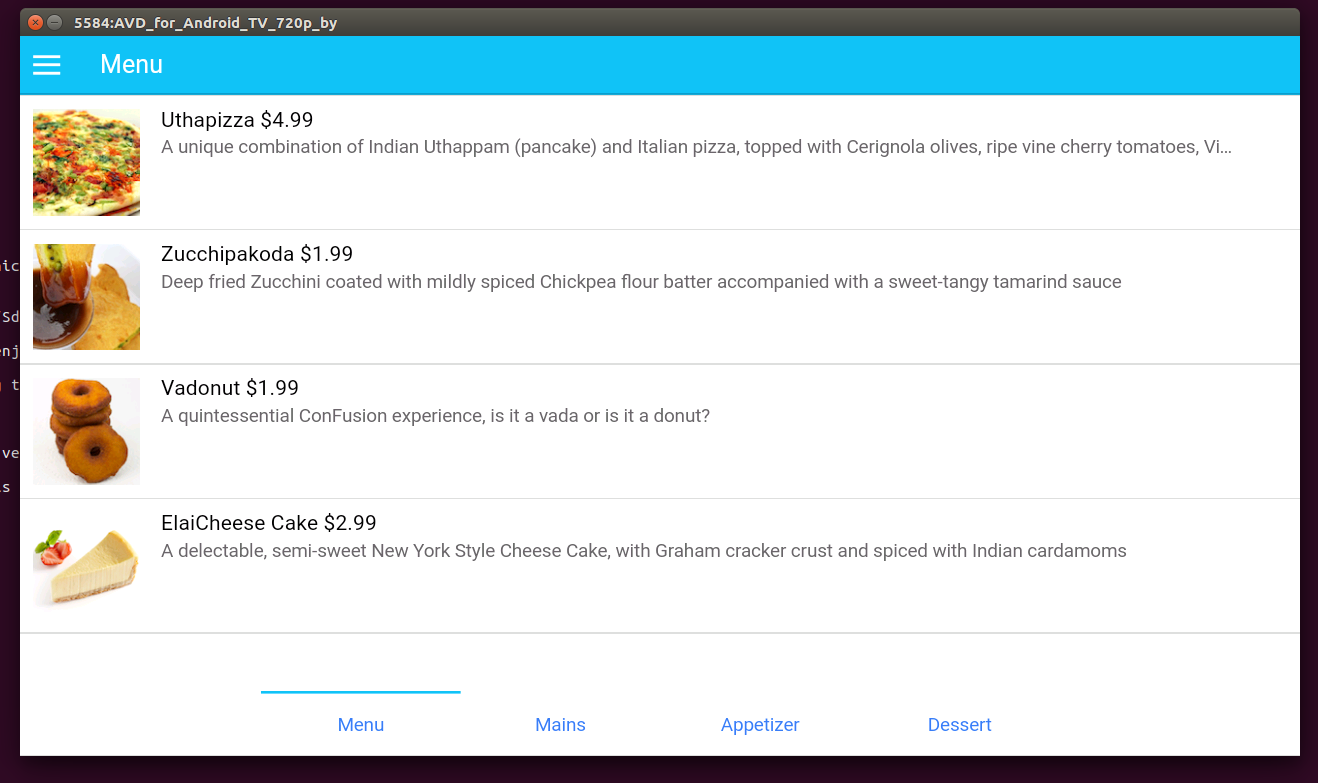 5584:AVD_for_Android_TV_720p_by
Menu
Uthapizza $4.99
A unique combination of Indian Uthappam (pancake) and Italian pizza, topped with Cerignola olives, ripe vine cherry tomatoes, Vi...
Zucchipakoda $1.99
Deep fried Zucchini coated with mildly spiced Chickpea flour batter accompanied with a sweet-tangy tamarind sauce
Vadonut $1.99
A quintessential ConFusion experience, is it a vada or is it a donut?
ElaiCheese Cake $2.99
A delectable, semi-sweet New York Style Cheese Cake, with Graham cracker crust and spiced with Indian cardamoms
Menu Mains Appetizer Dessert